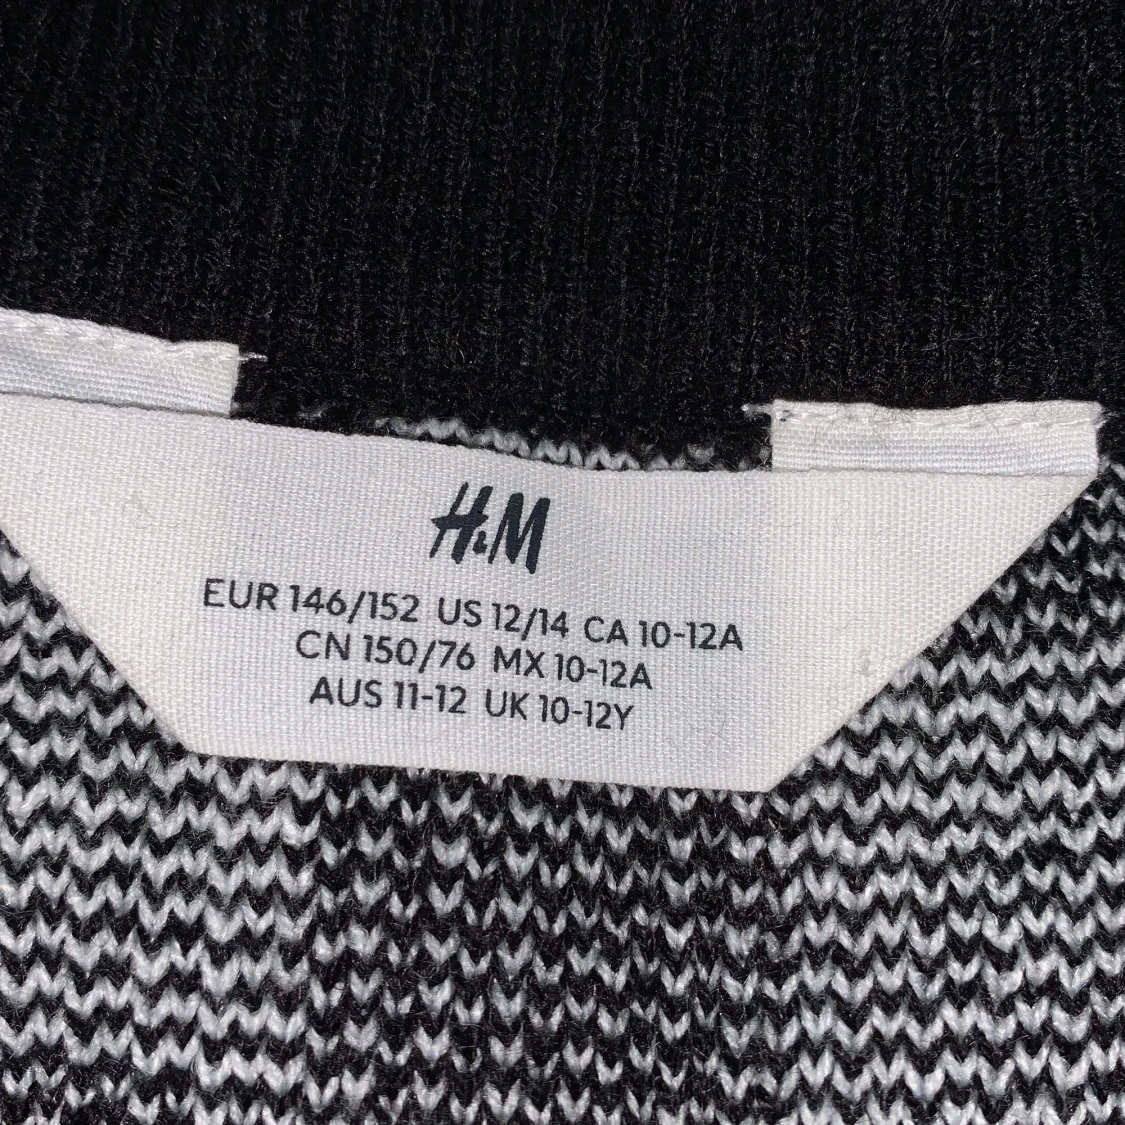 H&M
EUR 146/152 US 12/14 CA 10-12A
CN 150/76 MX 10-12A
AUS 11-12 UK 10-12Y